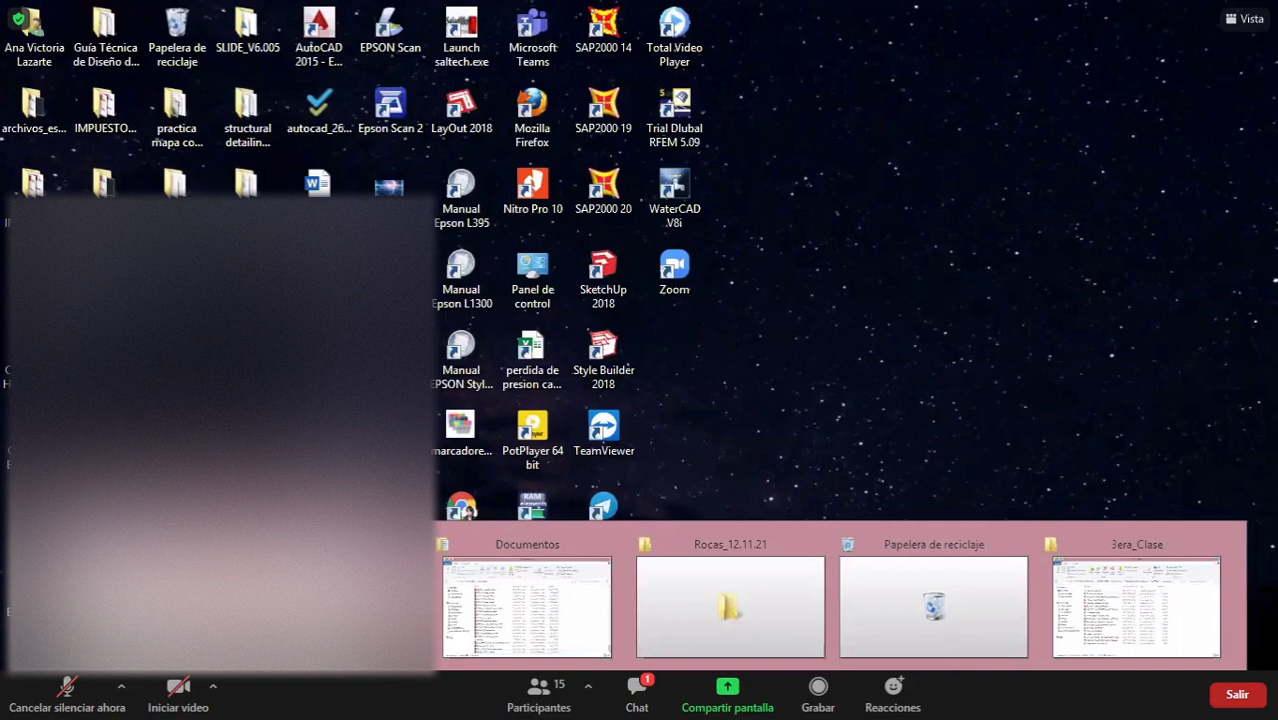 Vista
Ana Victoria Lazarte
Guía Técnica de Diseño d...
Papelera de reciclaje
SLIDE_V6.005
AutoCAD 2015 - E...
EPSON Scan
Launch saltech.exe
Microsoft Teams
SAP2000 14
Total Video Player
archivos_es...
IMPUESTO...
practica mapa co...
structural detailin...
autocad_26...
Epson Scan 2
LayOut 2018
Mozilla Firefox
SAP2000 19
Trial Dlubal RFEM 5.09
Manual Epson L395
Nitro Pro 10
SAP2000 20
WaterCAD V8i
Manual Epson L1300
Panel de control
SketchUp 2018
Zoom
Manual EPSON Styl...
perdida de presion ca...
Style Builder 2018
marcadore...
PotPlayer 64 bit
TeamViewer
RAM elements
Documentos
Rocas_12.11.21
Papelera de reciclaje
3era_Clase
Cancelar silenciar ahora
Iniciar video
15
Participantes
1
Chat
Compartir pantalla
Grabar
Reacciones
Salir